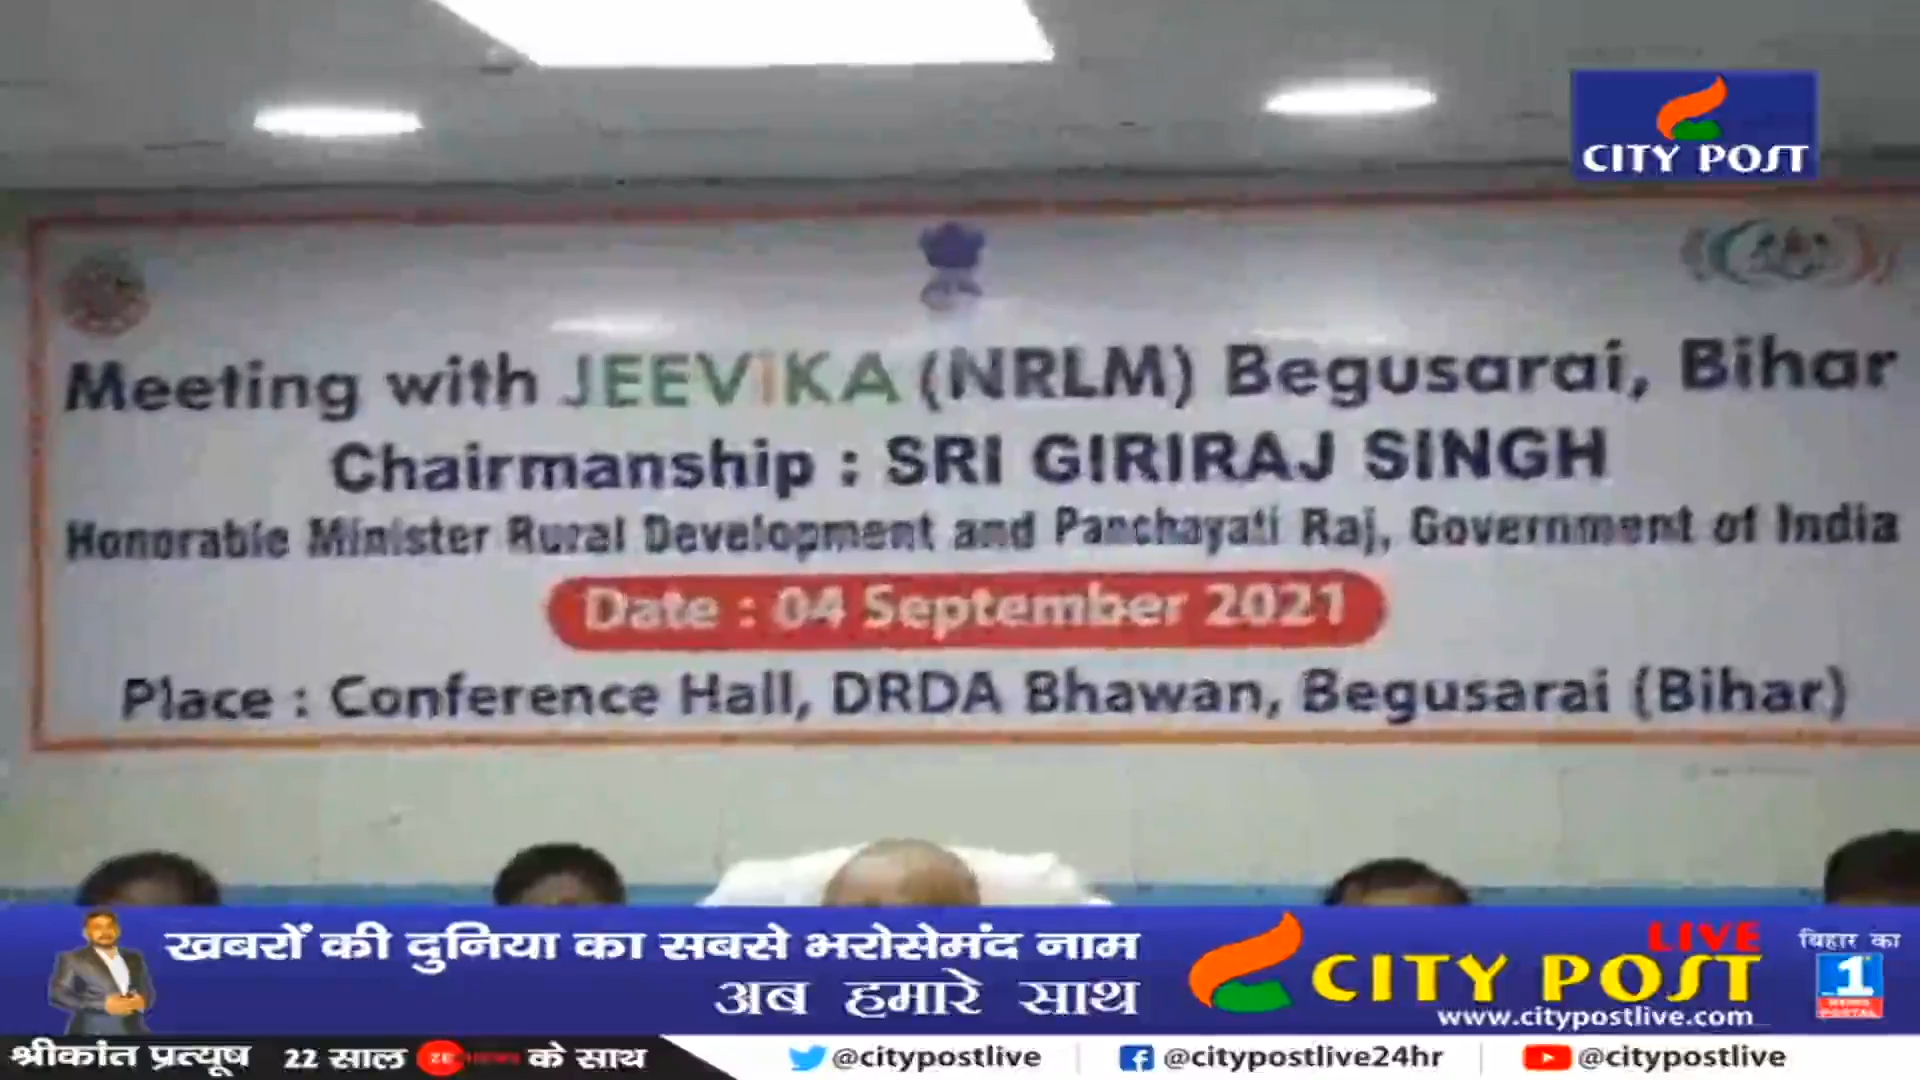 CITY POST
Meeting with JEEVIKA (NRLM) Begusarai, Bihar
Chairmanship : SRI GIRIRAJ SINGH
Honorable Minister Rural Development and Panchayati Raj, Government of India
Date : 04 September 2021
Place : Conference Hall, DRDA Bhawan, Begusarai (Bihar)
खबरों की दुनिया का सबसे भरोसेमंद नाम
अब हमारे साथ
LIVE
CITY POST
www.citypostlive.com
बिहार का
1
NEWS
PORTAL
श्रीकांत प्रत्यूष 22 साल के साथ
@citypostlive @citypostlive24hr @citypostlive